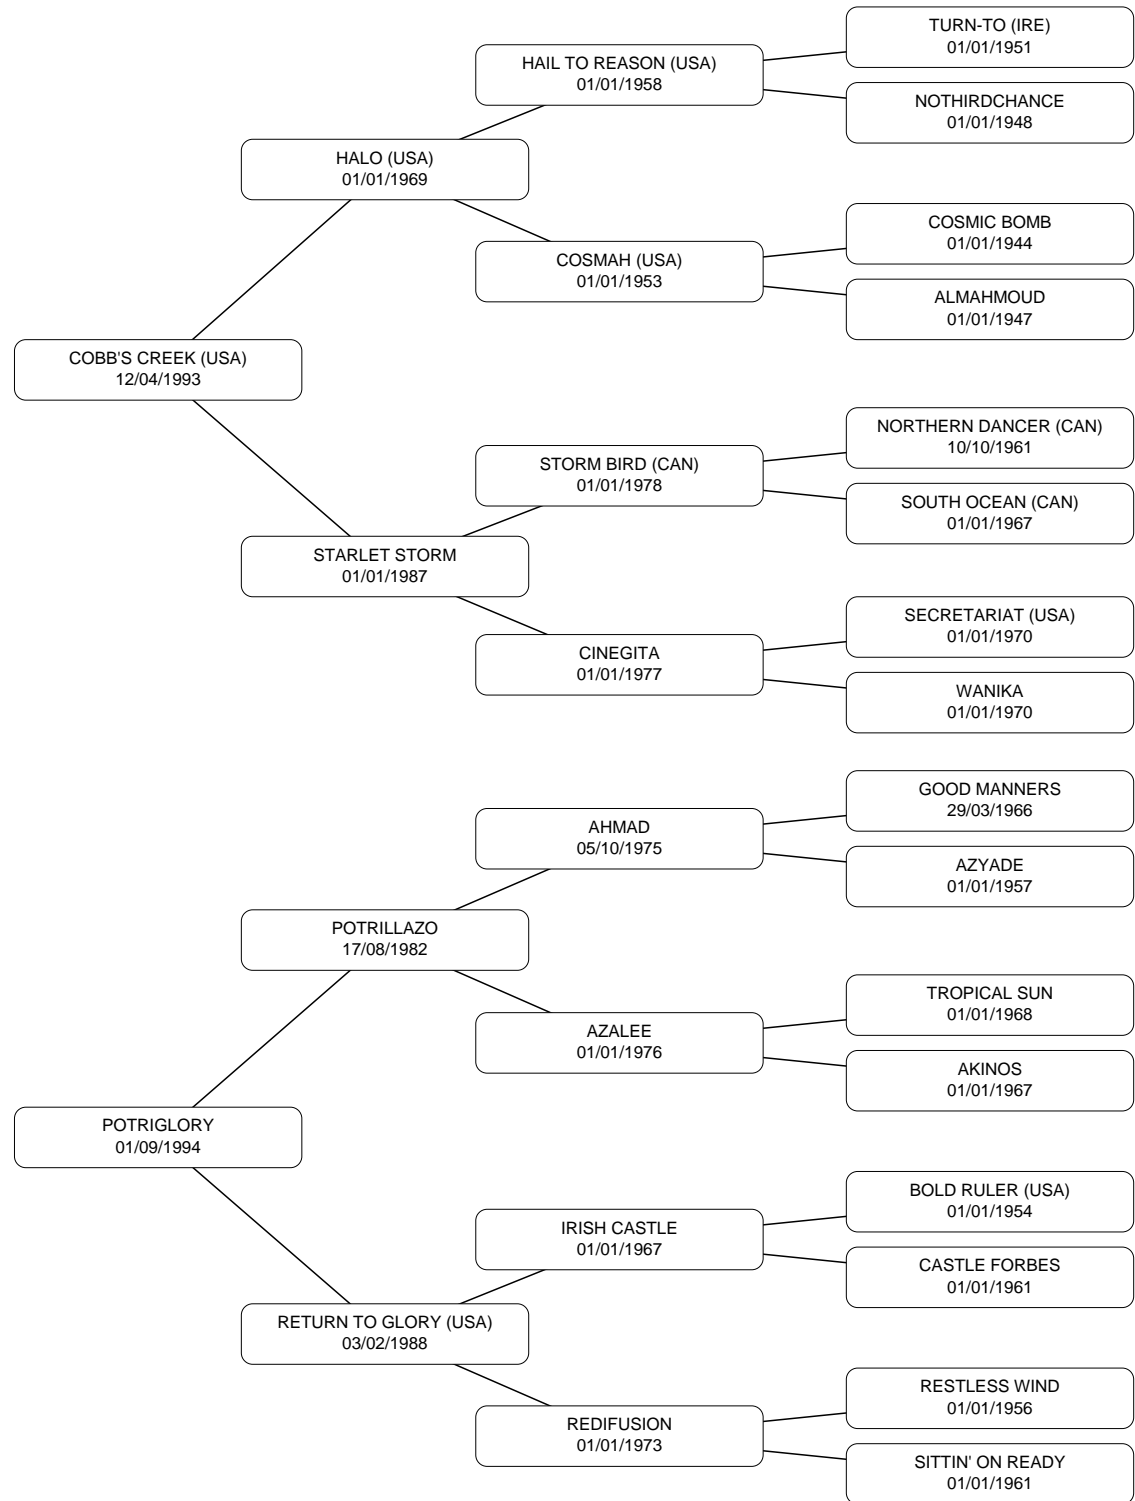 TURN-TO (IRE)
01/01/1951
HAIL TO REASON (USA)
01/01/1958
NOTHIRDCHANCE
01/01/1948
HALO (USA)
01/01/1969
COSMIC BOMB
01/01/1944
COSMAH (USA)
01/01/1953
ALMAHMOUD
01/01/1947
COBB'S CREEK (USA)
12/04/1993
NORTHERN DANCER (CAN)
10/10/1961
STORM BIRD (CAN)
01/01/1978
SOUTH OCEAN (CAN)
01/01/1967
STARLET STORM
01/01/1987
SECRETARIAT (USA)
01/01/1970
CINEGITA
01/01/1977
WANIKA
01/01/1970
GOOD MANNERS
29/03/1966
AHMAD
05/10/1975
AZYADE
01/01/1957
POTRILLAZO
17/08/1982
TROPICAL SUN
01/01/1968
AZALEE
01/01/1976
AKINOS
01/01/1967
POTRIGLORY
01/09/1994
BOLD RULER (USA)
01/01/1954
IRISH CASTLE
01/01/1967
CASTLE FORBES
01/01/1961
RETURN TO GLORY (USA)
03/02/1988
RESTLESS WIND
01/01/1956
REDIFUSION
01/01/1973
SITTIN' ON READY
01/01/1961